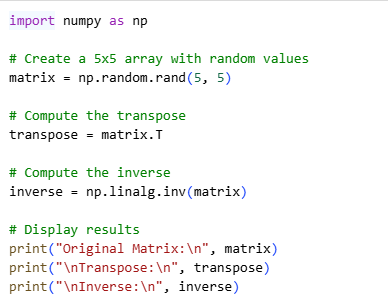 import numpy as np
# Create a 5x5 array with random values
matrix = np.random.rand(5, 5)
# Compute the transpose
transpose = matrix.T
# Compute the inverse
inverse = np.linalg.inv(matrix)
# Display results
print("Original Matrix:\n", matrix)
print("\nTranspose:\n", transpose)
print("\nInverse:\n", inverse)